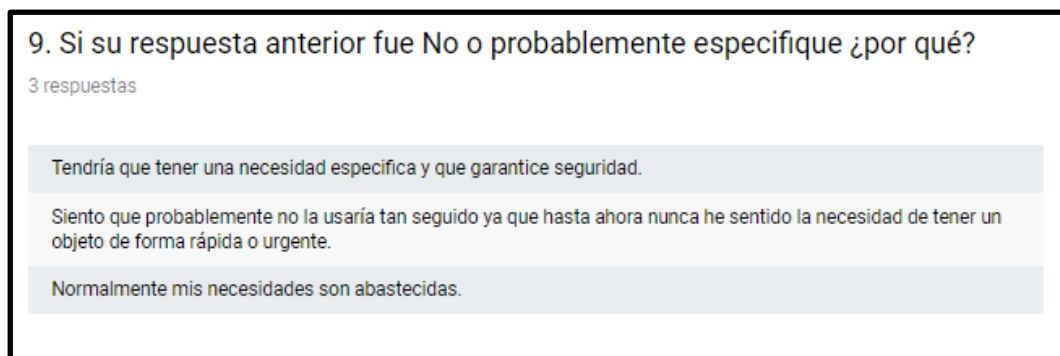 9. Si su respuesta anterior fue No o probablemente especifique ¿por qué?
3 respuestas
Tendría que tener una necesidad especifica y que garantice seguridad.
Siento que probablemente no la usaría tan seguido ya que hasta ahora nunca he sentido la necesidad de tener un
objeto de forma rápida o urgente.
Normalmente mis necesidades son abastecidas.